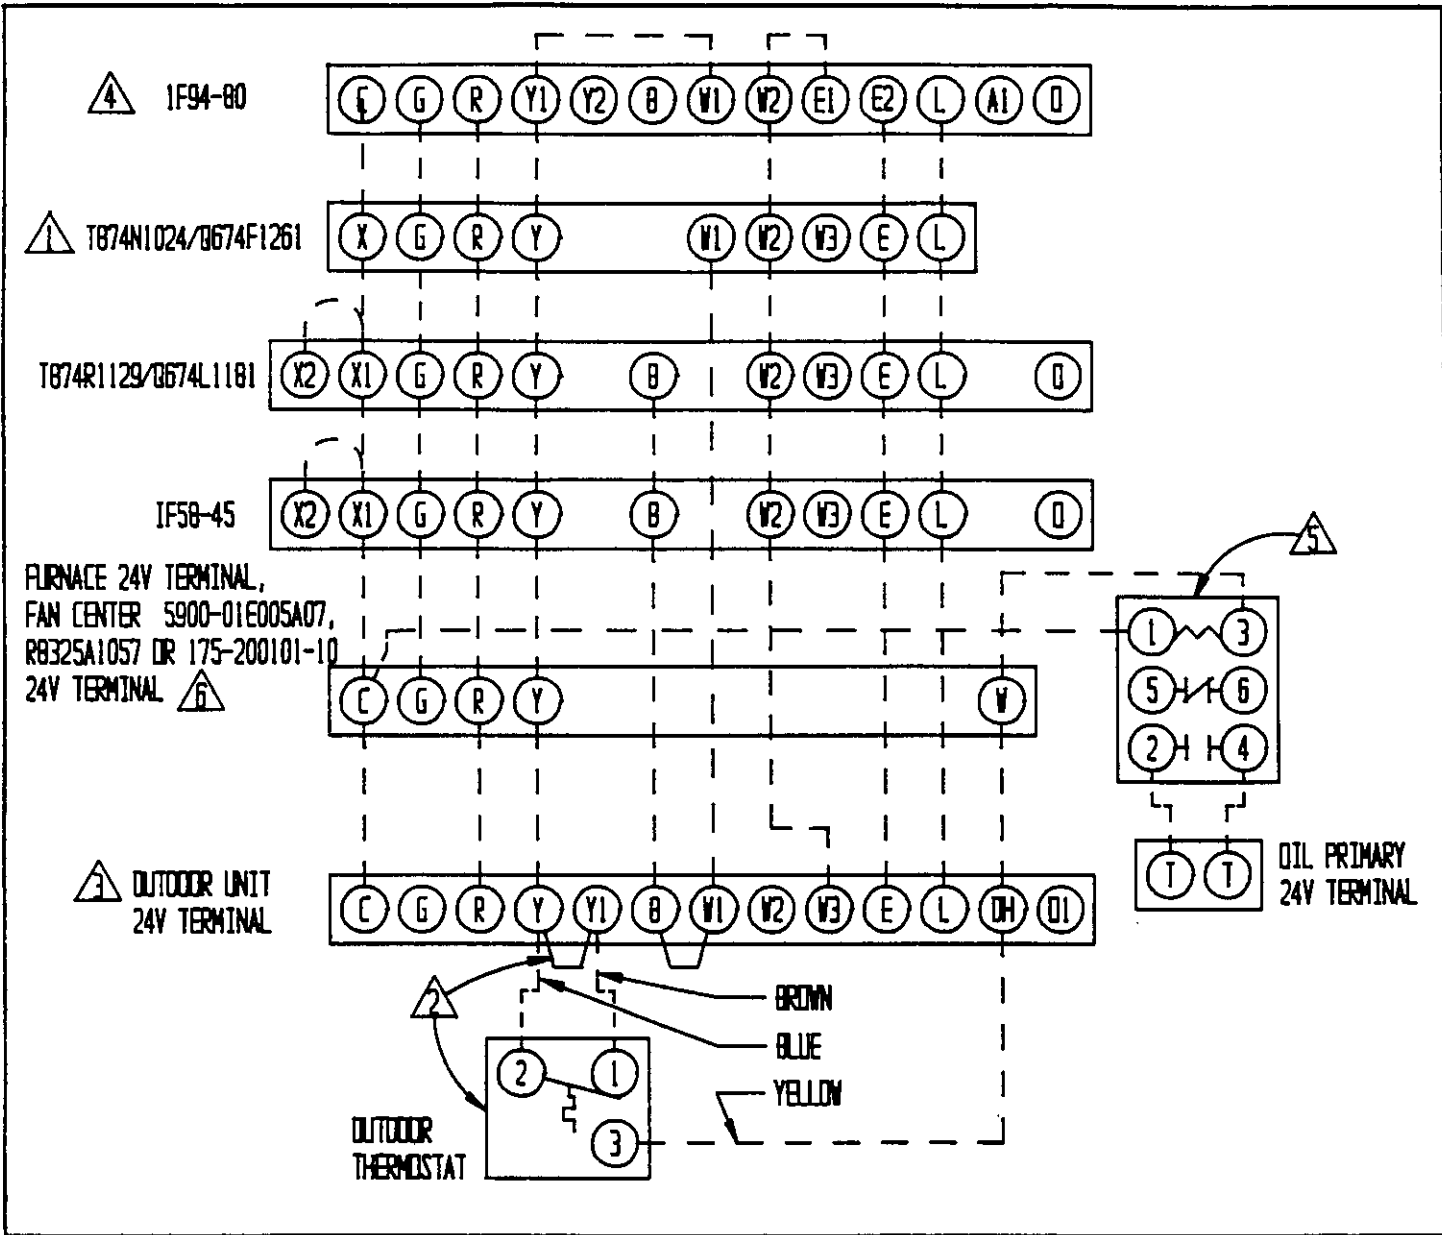 4 1F94-80 C G R Y1 Y2 B W1 W2 E1 E2 L A1 O
1 T874N1024/Q674F1261 X G R Y W1 W2 W3 E L
T874R1129/Q674L1181 X2 X1 G R Y B W2 W3 E L O
IF58-45 X2 X1 G R Y B W2 W3 E L O
5
FURNACE 24V TERMINAL,
FAN CENTER 5900-01E005A07,
R8325A1057 OR 175-200101-10
24V TERMINAL 6
C G R Y W
1 3
5 6
2 4
T T
OIL PRIMARY
24V TERMINAL
3 OUTDOOR UNIT
24V TERMINAL
C G R Y Y1 B W1 W2 W3 E L OH O1
2
BROWN
BLUE
YELLOW
2 1
3
OUTDOOR
THERMOSTAT